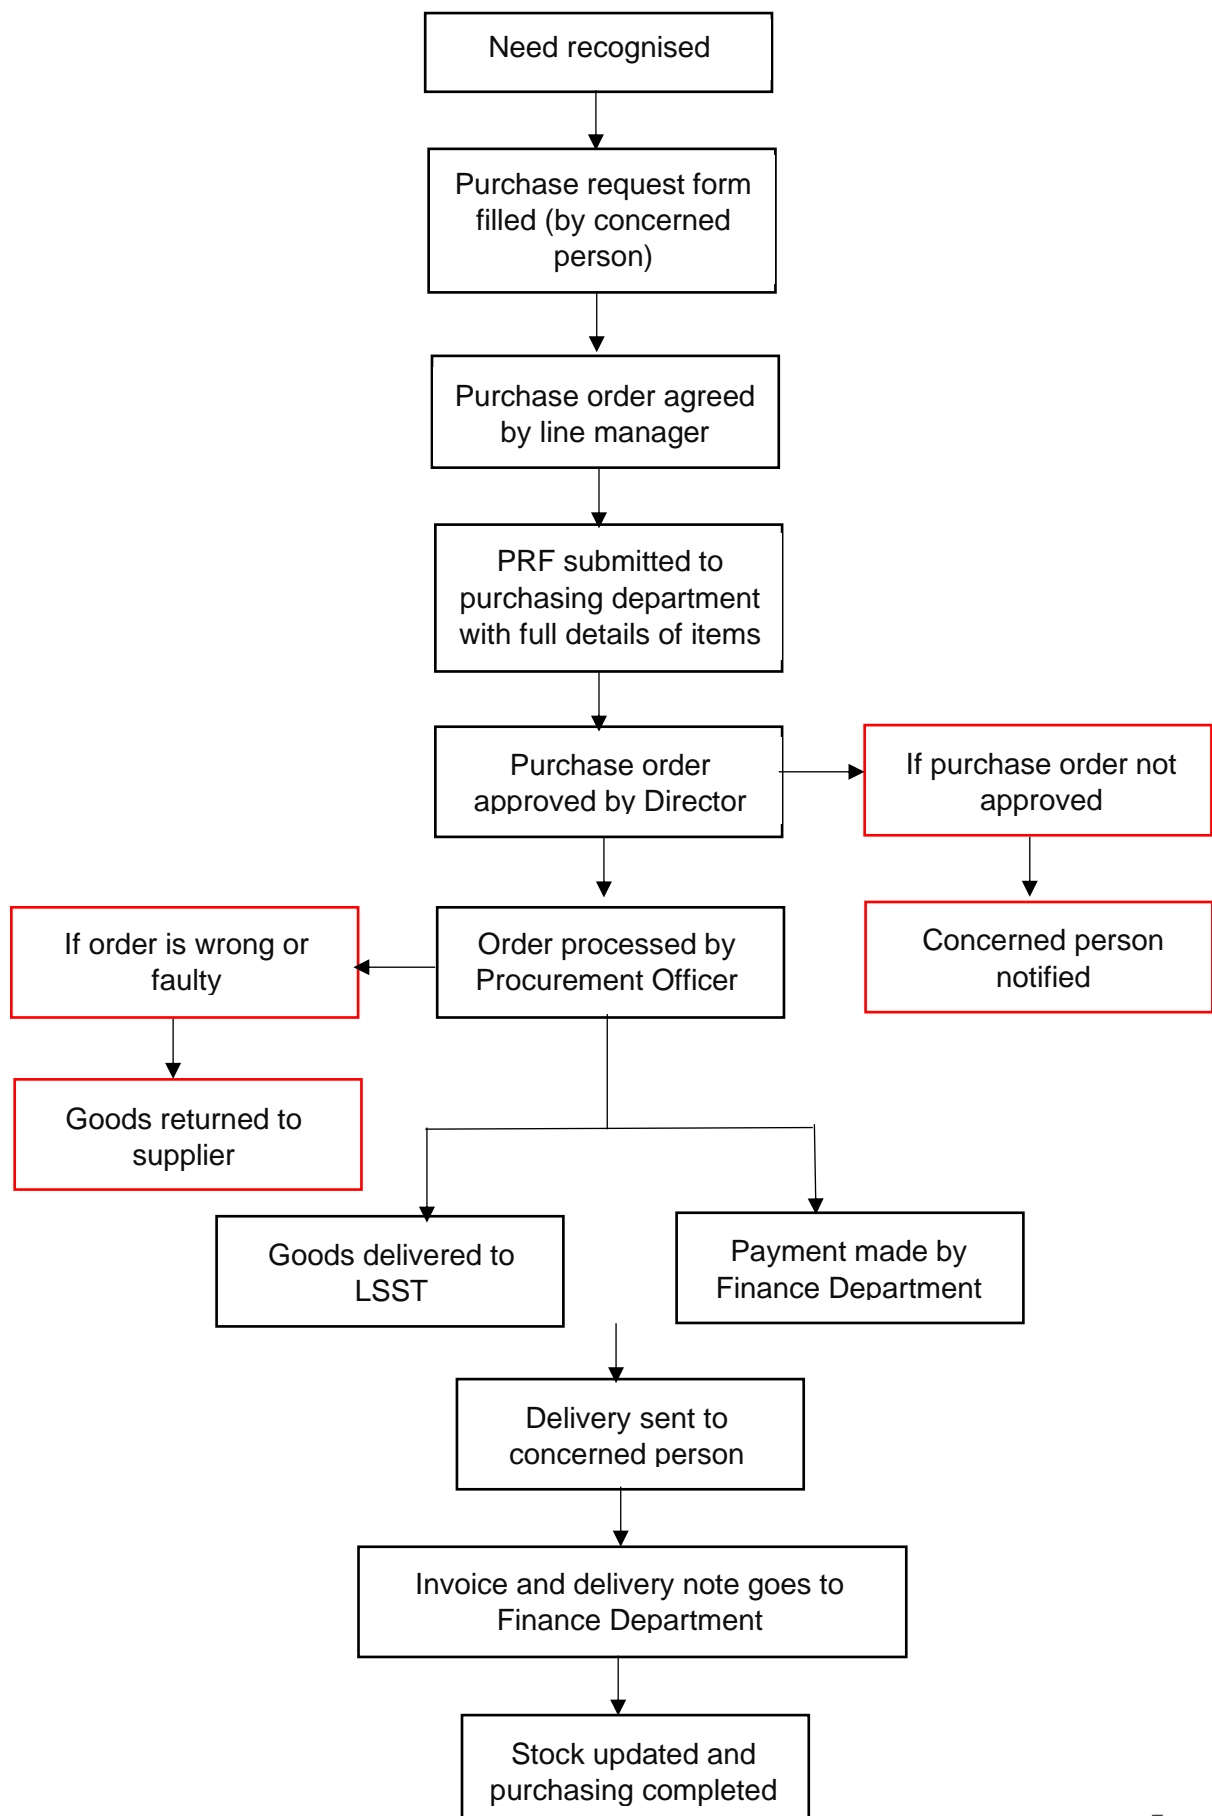 Need recognised
Purchase request form
filled (by concerned
person)
Purchase order agreed
by line manager
PRF submitted to
purchasing department
with full details of items
Purchase order
approved by Director
If purchase order not
approved
If order is wrong or
faulty
Order processed by
Procurement Officer
Concerned person
notified
Goods returned to
supplier
Goods delivered to
LSST
Payment made by
Finance Department
Delivery sent to
concerned person
Invoice and delivery note goes to
Finance Department
Stock updated and
purchasing completed